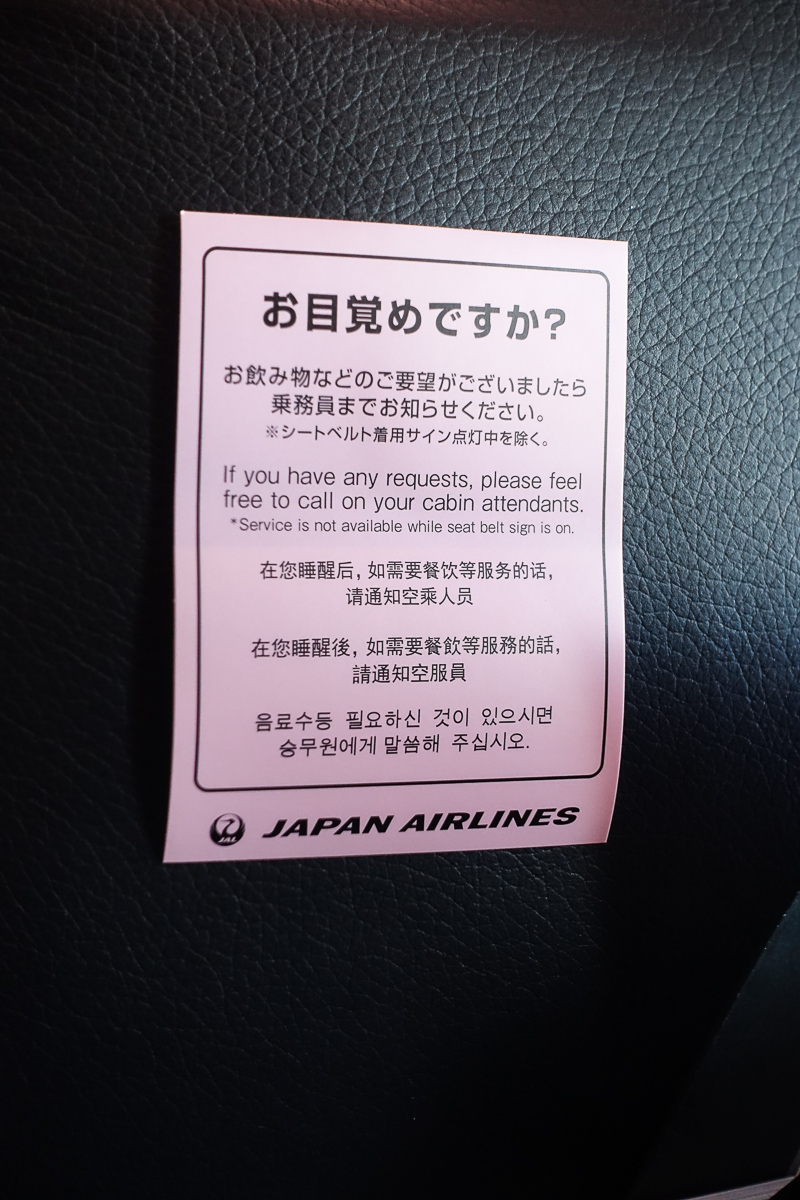 お目覚めですか?
お飲み物などのご要望がございましたら
乗務員までお知らせください。
※シートベルト着用サイン点灯中を除く。
If you have any requests, please feel
free to call on your cabin attendants.
*Service is not available while seat belt sign is on.
在您睡醒后, 如需要餐饮等服务的话,
请通知空乘人员
在您睡醒後, 如需要餐飲等服務的話,
請通知空服員
음료수등 필요하신 것이 있으시면
승무원에게 말씀해 주십시오.
JAL JAPAN AIRLINES